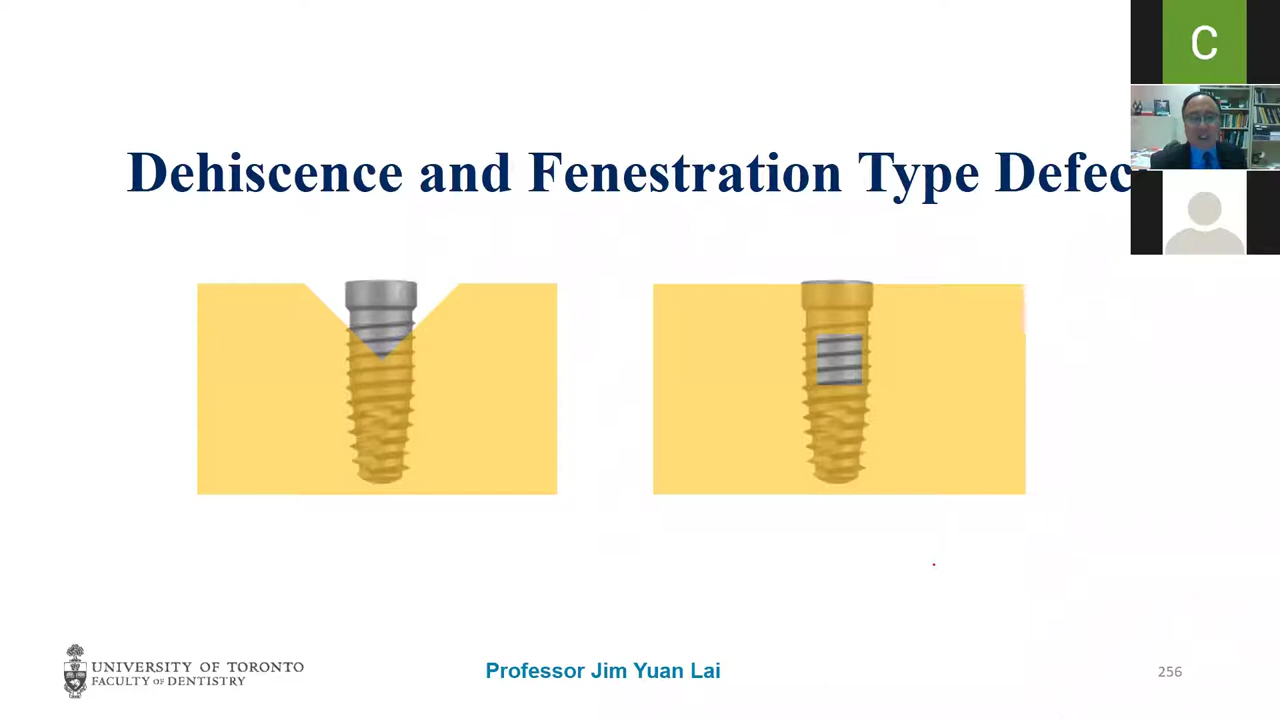 C
Dehiscence and Fenestration Type Defec
UNIVERSITY OF TORONTO
FACULTY OF DENTISTRY
Professor Jim Yuan Lai
256